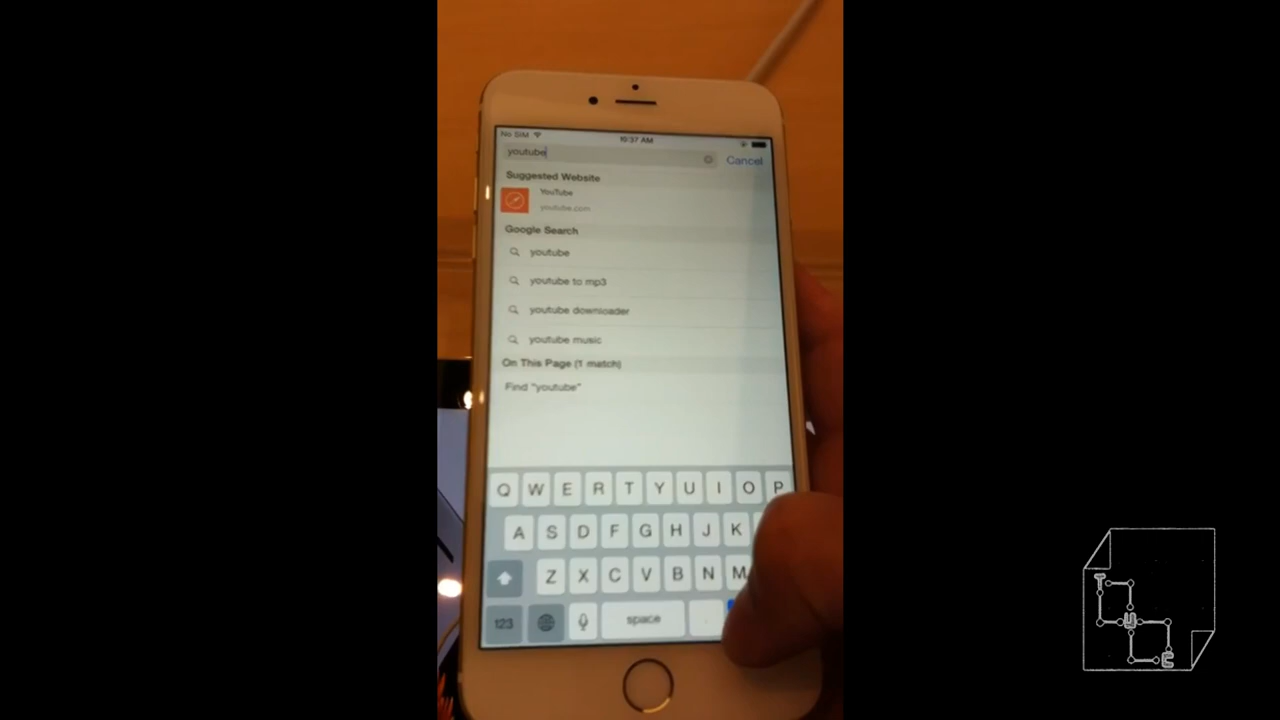 No SIM 10:37 AM
youtube Cancel
Suggested Website
YouTube
youtube.com
Google Search
youtube
youtube to mp3
youtube downloader
youtube music
On This Page (1 match)
Find "youtube"
Q W E R T Y U I O P
A S D F G H J K
Z X C V B N M
123 space .
T
U
C